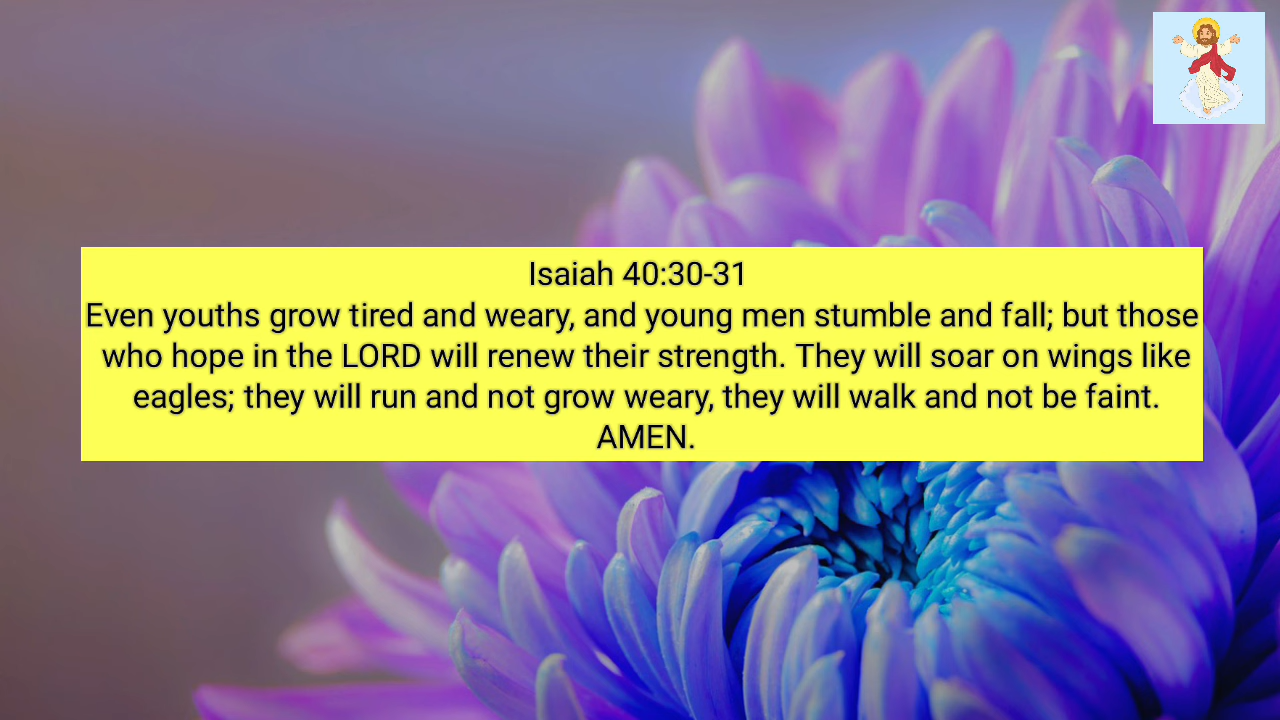 Isaiah 40:30-31
Even youths grow tired and weary, and young men stumble and fall; but those
who hope in the LORD will renew their strength. They will soar on wings like
eagles; they will run and not grow weary, they will walk and not be faint.
AMEN.